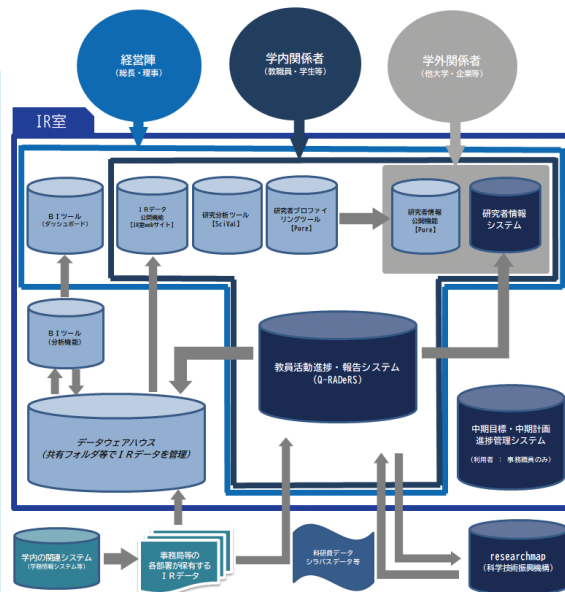 経営陣
(総長・理事)
学内関係者
(教職員・学生等)
学外関係者
(他大学・企業等)
IR室
BIツール
(ダッシュボード)
IRデータ
公開機能
【IR室webサイト】
研究分析ツール
【SciVal】
研究者プロファイ
リングツール
【Pure】
研究者情報
公開機能
【Pure】
研究者情報
システム
BIツール
(分析機能)
教員活動進捗・報告システム
(Q-RADeRS)
データウェアハウス
(共有フォルダ等でIRデータを管理)
中期目標・中期計画
進捗管理システム
(利用者 : 事務職員のみ)
学内の関連システム
(学務情報システム等)
事務局等の
各部署が保有する
IRデータ
科研費データ
シラバスデータ等
researchmap
(科学技術振興機構)